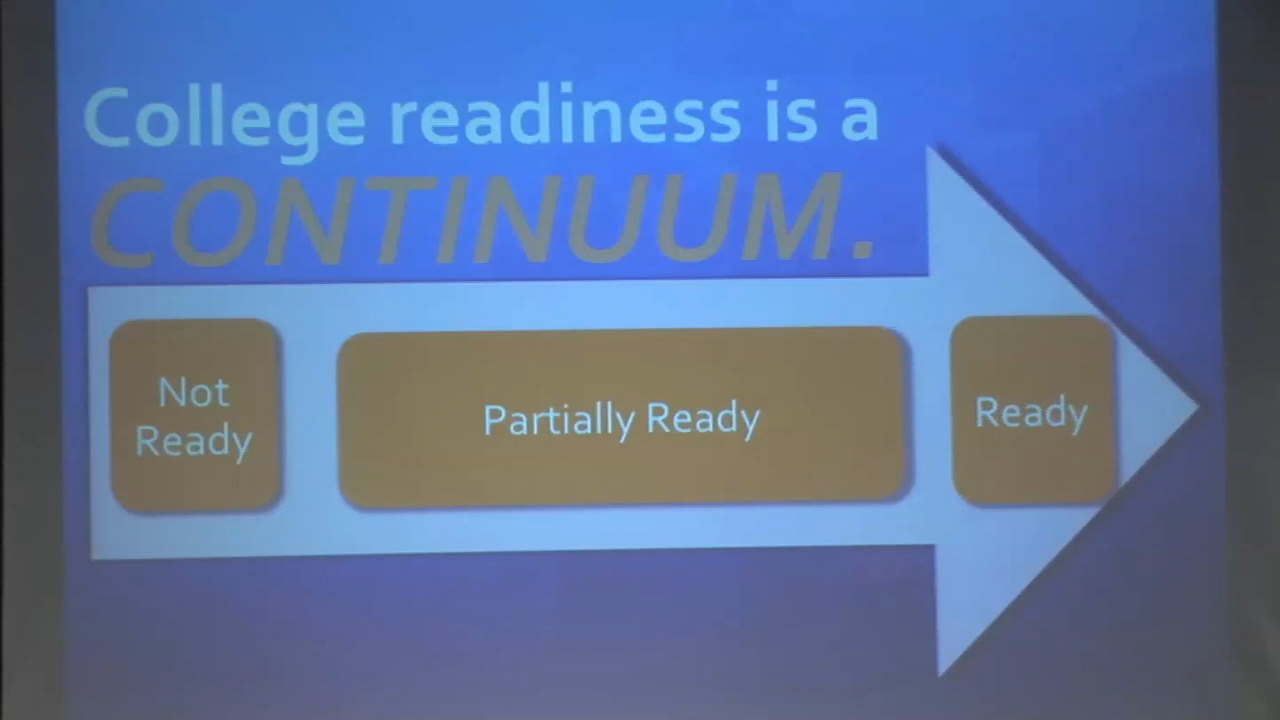 College readiness is a
CONTINUUM.
Not
Ready
Partially Ready
Ready